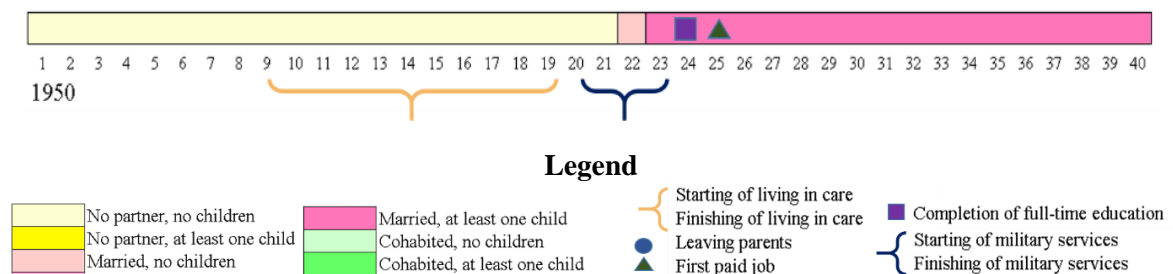 1 2 3 4 5 6 7 8 9 10 11 12 13 14 15 16 17 18 19 20 21 22 23 24 25 26 27 28 29 30 31 32 33 34 35 36 37 38 39 40
1950
Legend
No partner, no children
No partner, at least one child
Married, no children
Married, at least one child
Cohabited, no children
Cohabited, at least one child
Starting of living in care
Finishing of living in care
Leaving parents
First paid job
Completion of full-time education
Starting of military services
Finishing of military services